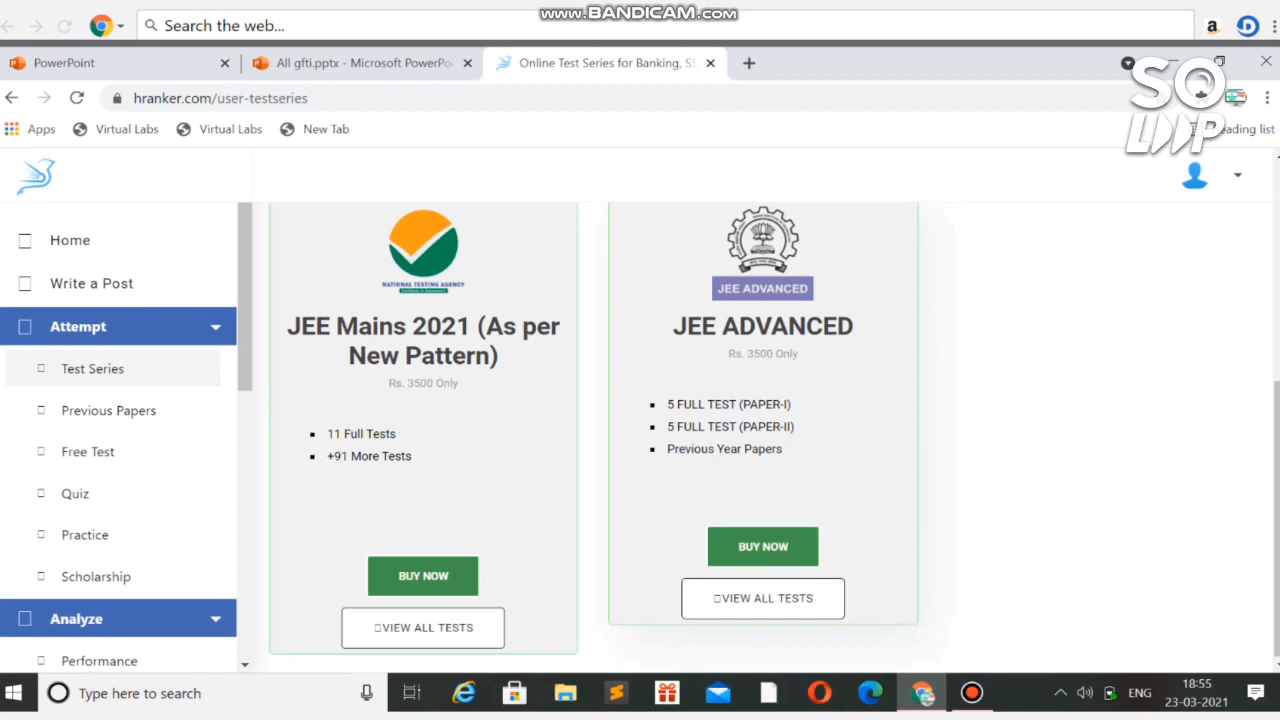 www.BANDICAM.com
Search the web...
PowerPoint
All gfti.pptx - Microsoft PowerPoi
Online Test Series for Banking, SS
hranker.com/user-testseries
Apps
Virtual Labs
Virtual Labs
New Tab
eading list
SO
LP
Home
Write a Post
Attempt
Test Series
Previous Papers
Free Test
Quiz
Practice
Scholarship
Analyze
Performance
NATIONAL TESTING AGENCY
JEE Mains 2021 (As per
New Pattern)
Rs. 3500 Only
11 Full Tests
+91 More Tests
BUY NOW
VIEW ALL TESTS
JEE ADVANCED
JEE ADVANCED
Rs. 3500 Only
5 FULL TEST (PAPER-I)
5 FULL TEST (PAPER-II)
Previous Year Papers
BUY NOW
VIEW ALL TESTS
Type here to search
ENG
18:55
23-03-2021